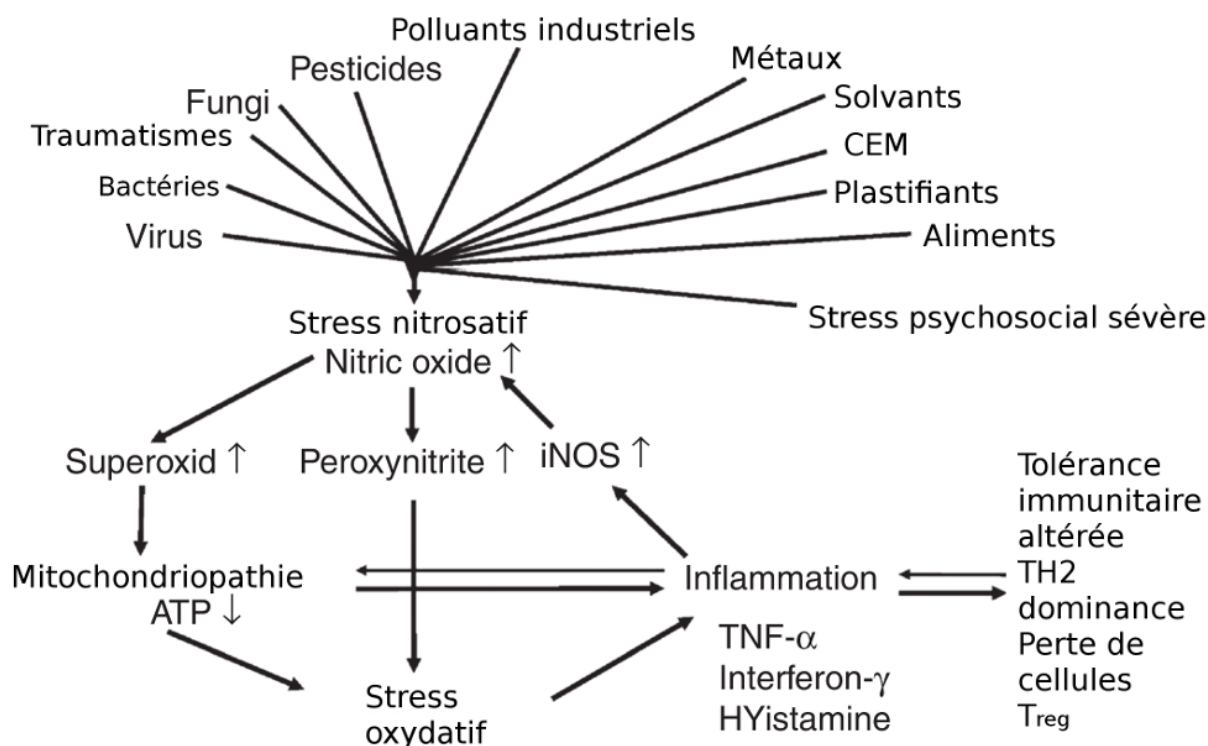 Polluants industriels
Pesticides
Métaux
Fungi
Solvants
Traumatismes
CEM
Bactéries
Plastifiants
Virus
Aliments
Stress psychosocial sévère
Stress nitrosatif
Nitric oxide ↑
Superoxid ↑
Peroxynitrite ↑
iNOS ↑
Mitochondriopathie
ATP ↓
Inflammation
TNF-α
Interferon-γ
HYistamine
Stress
oxydatif
Tolérance
immunitaire
altérée
TH2
dominance
Perte de
cellules
Treg